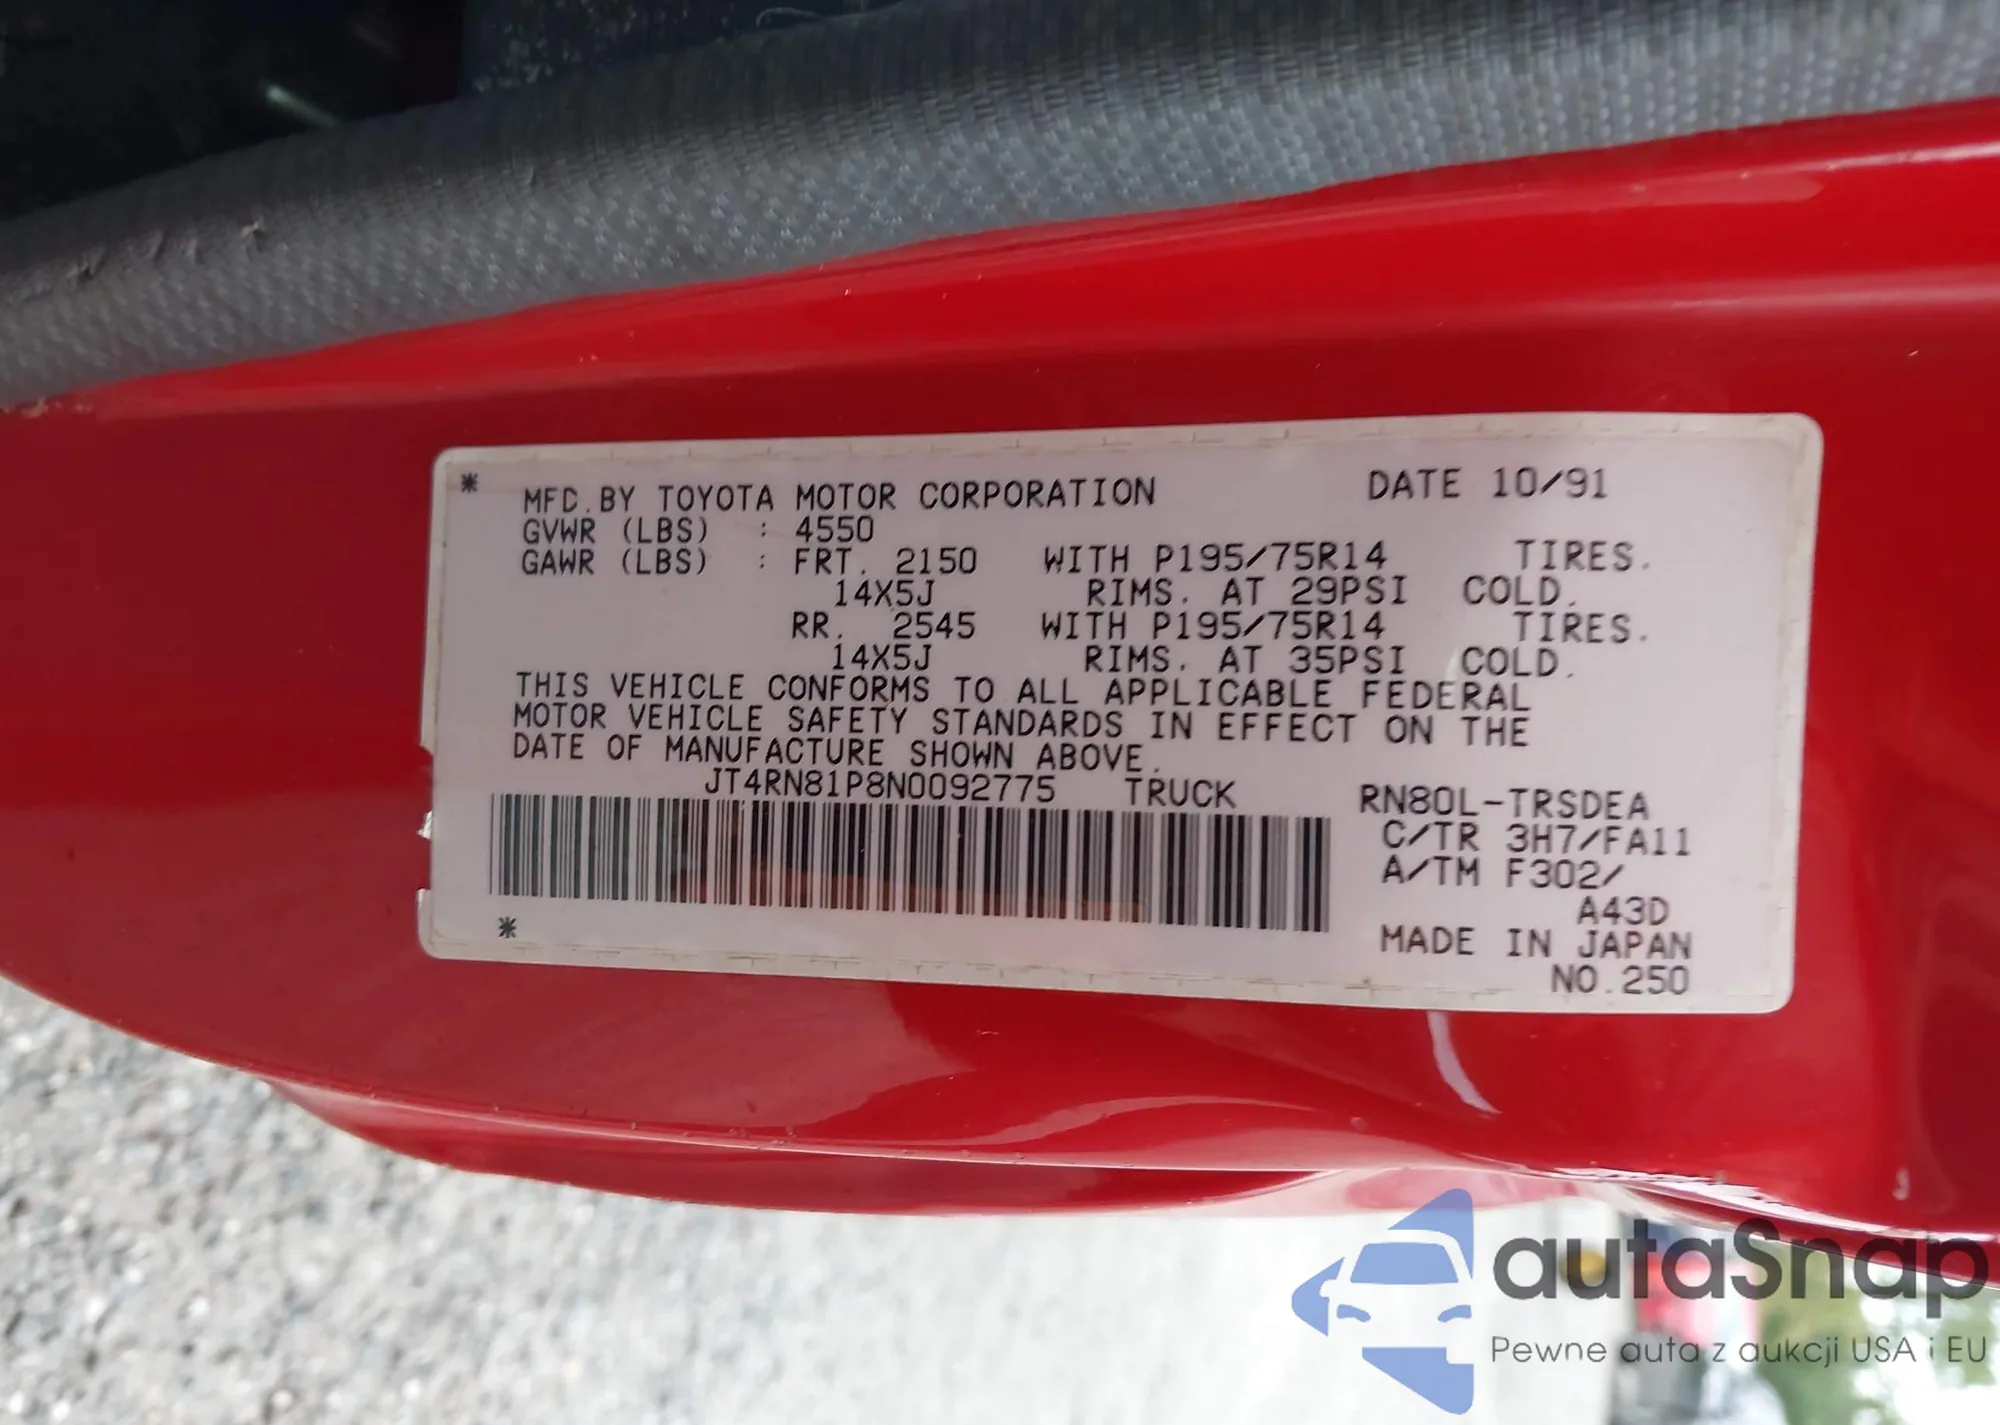 * MFD.BY TOYOTA MOTOR CORPORATION DATE 10/91
GVWR (LBS) : 4550
GAWR (LBS) : FRT. 2150 WITH P195/75R14 TIRES.
14X5J RIMS. AT 29PSI COLD.
RR. 2545 WITH P195/75R14 TIRES.
14X5J RIMS. AT 35PSI COLD.
THIS VEHICLE CONFORMS TO ALL APPLICABLE FEDERAL
MOTOR VEHICLE SAFETY STANDARDS IN EFFECT ON THE
DATE OF MANUFACTURE SHOWN ABOVE.
JT4RN81P8N0092775 TRUCK
RN80L-TRSDEA
C/TR 3H7/FA11
A/TM F302/
A43D
*
MADE IN JAPAN
NO.250
autaSnap
Pewne auta z aukcji USA i EU